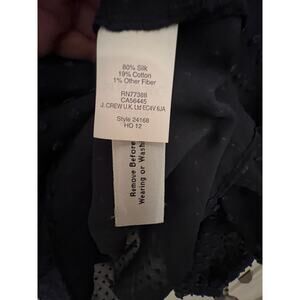 80% Silk
19% Cotton
1% Other Fiber
RN77388
CA56445
J. CREW U.K. Ltd EC4V 6JA
Style 24168
HO 12
Remove Before
Wearing or Washing